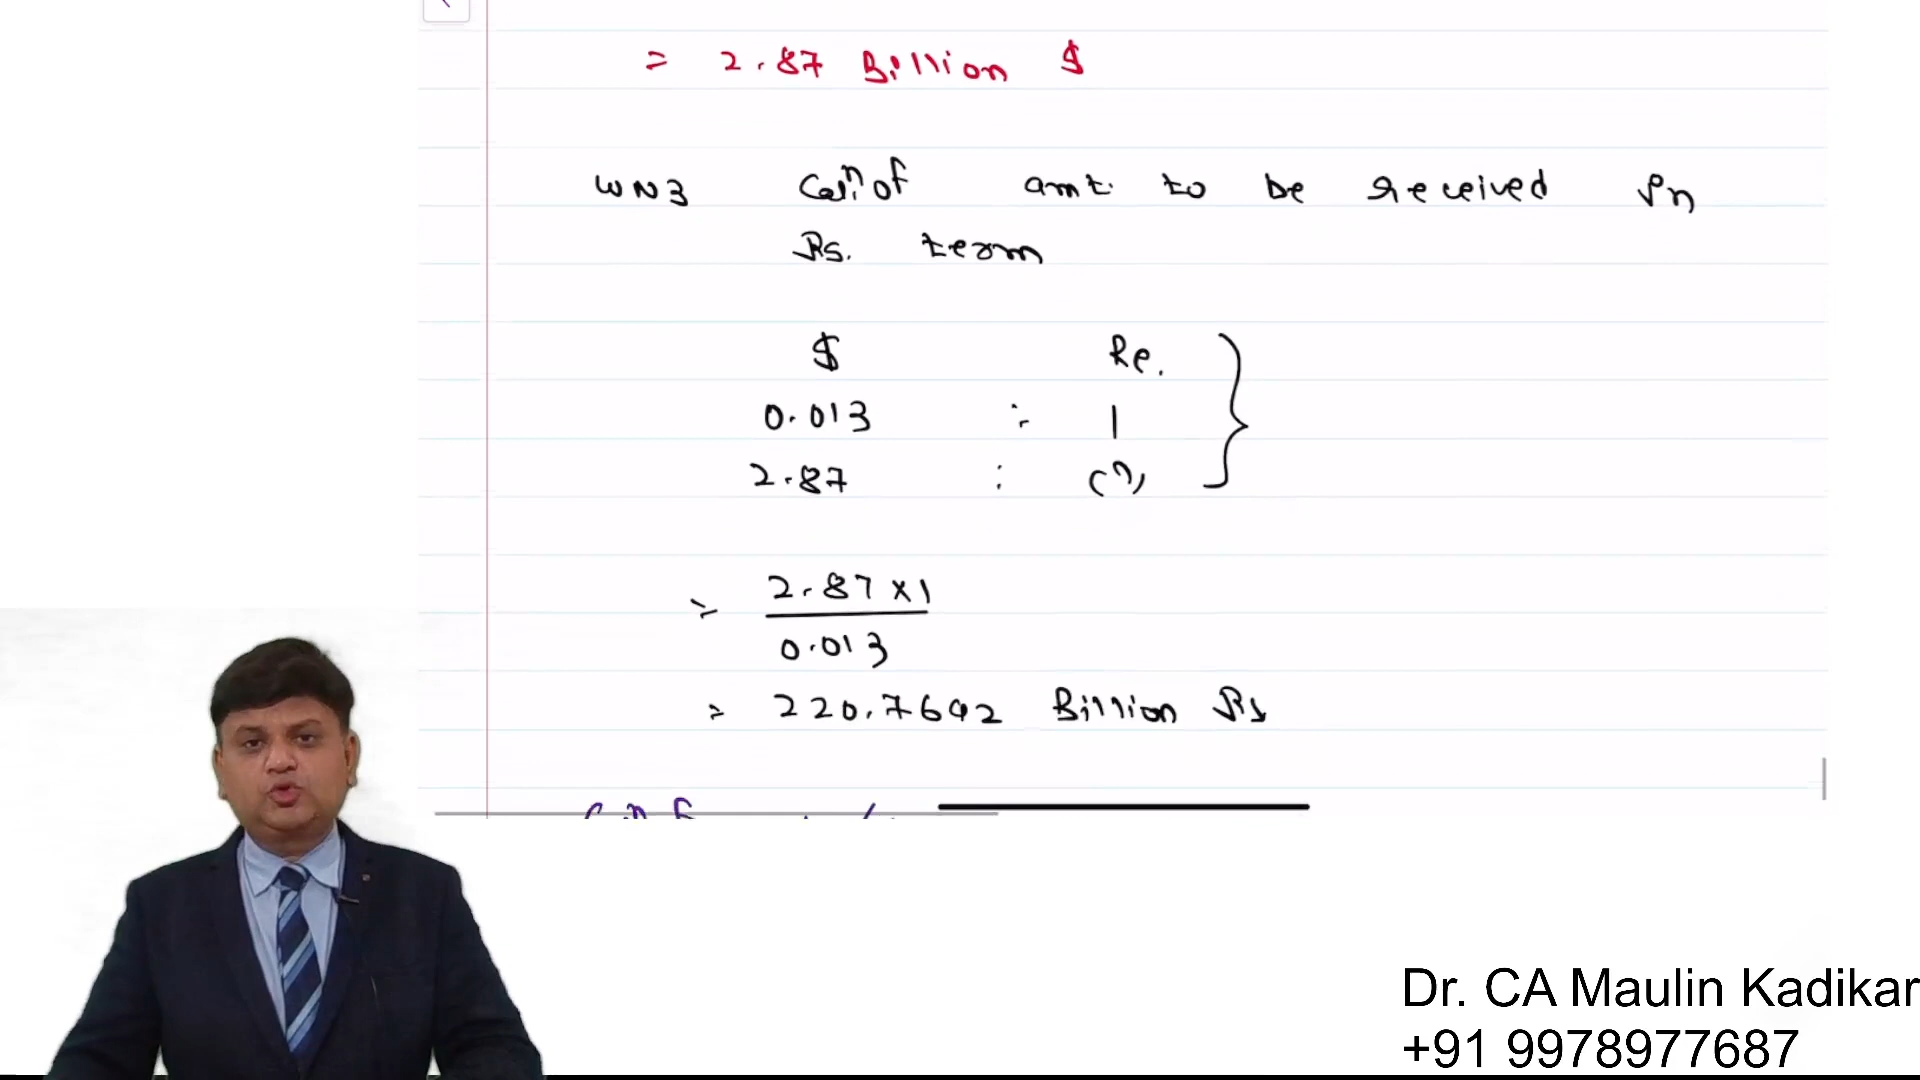 = 2.87 Billion $
WN3 Calⁿ of amt. to be received in
Rs. term
$ Re.
0.013 : 1
2.87 : (?)
= 2.87 x 1
0.013
= 220.7692 Billion Rs
Dr. CA Maulin Kadikar
+91 9978977687